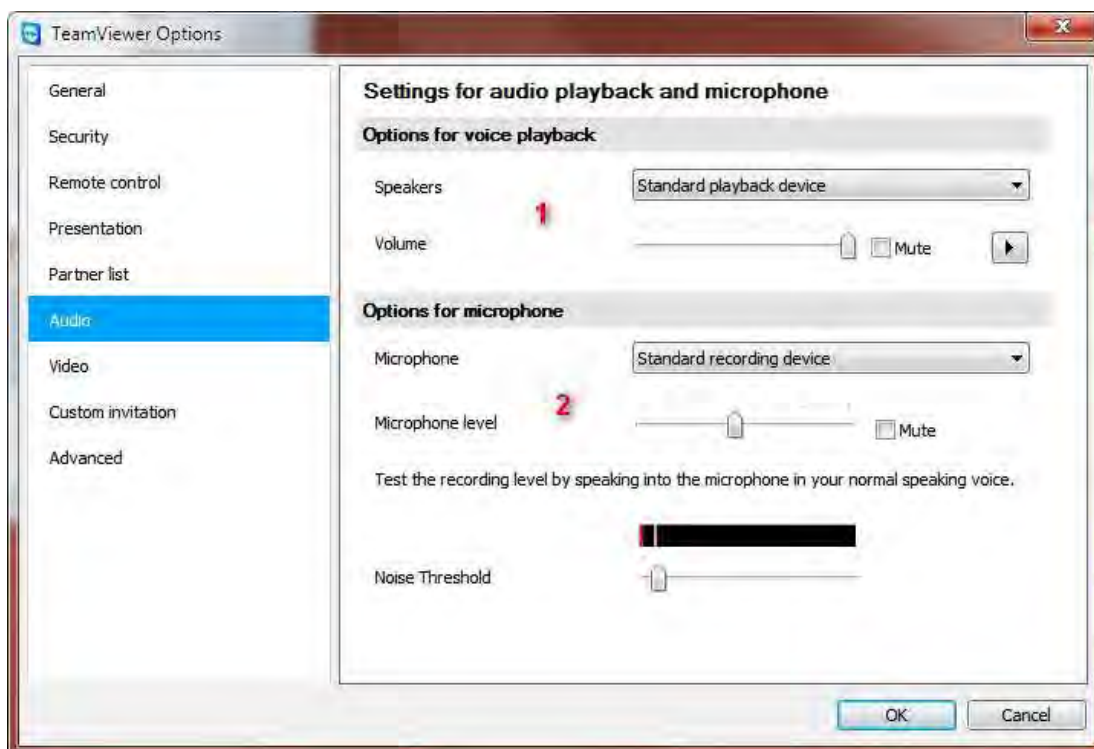 TeamViewer Options
General
Security
Remote control
Presentation
Partner list
Audio
Video
Custom invitation
Advanced
Settings for audio playback and microphone
Options for voice playback
Speakers
Standard playback device
1
Volume
Mute
Options for microphone
Microphone
Standard recording device
2
Microphone level
Mute
Test the recording level by speaking into the microphone in your normal speaking voice.
Noise Threshold
OK
Cancel